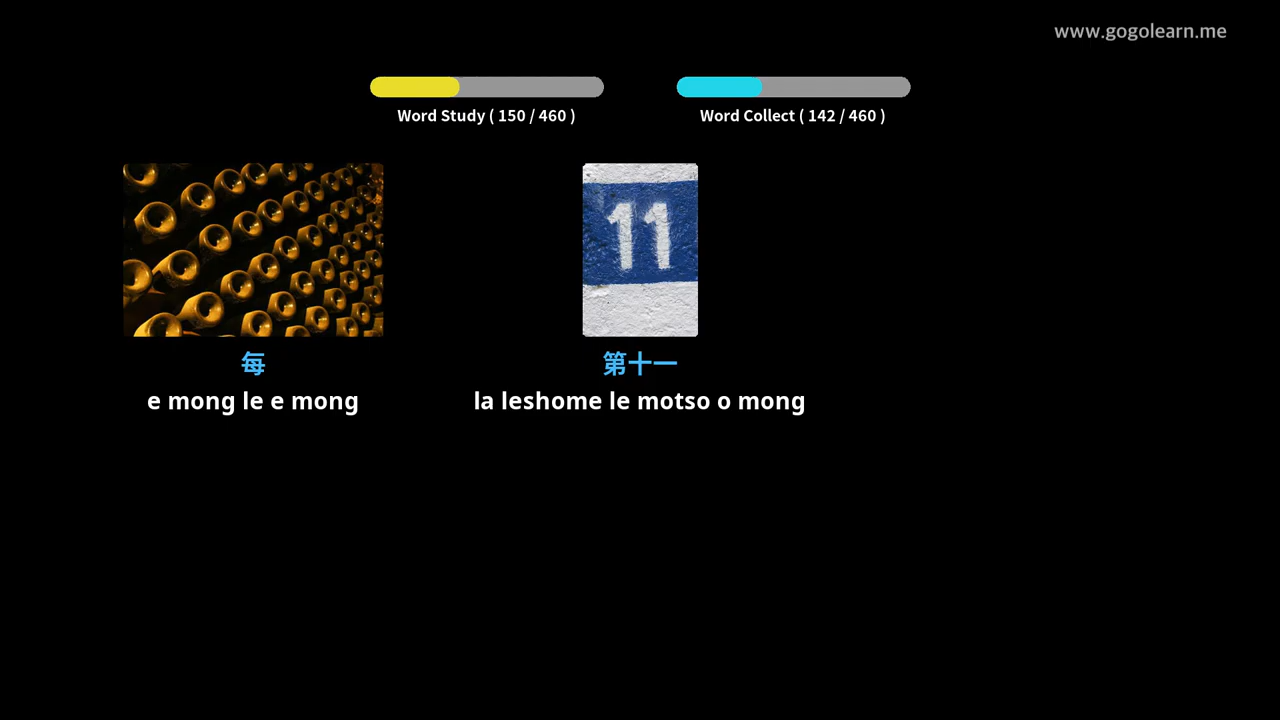 www.gogolearn.me
Word Study ( 150 / 460 )
Word Collect ( 142 / 460 )
11
每
第十一
e mong le e mong
la leshome le motso o mong